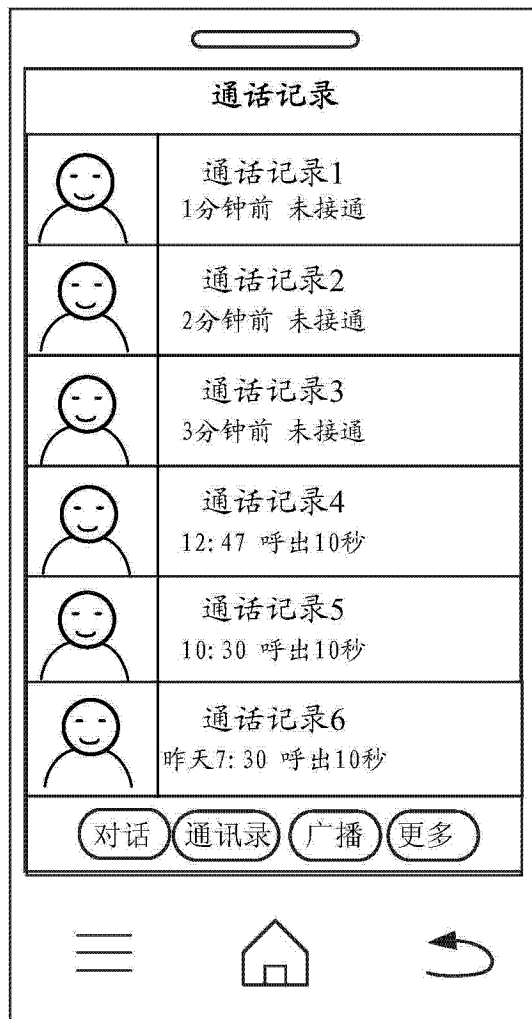 通话记录
通话记录1
1分钟前 未接通
通话记录2
2分钟前 未接通
通话记录3
3分钟前 未接通
通话记录4
12:47 呼出10秒
通话记录5
10:30 呼出10秒
通话记录6
昨天7:30 呼出10秒
对话 通讯录 广播 更多